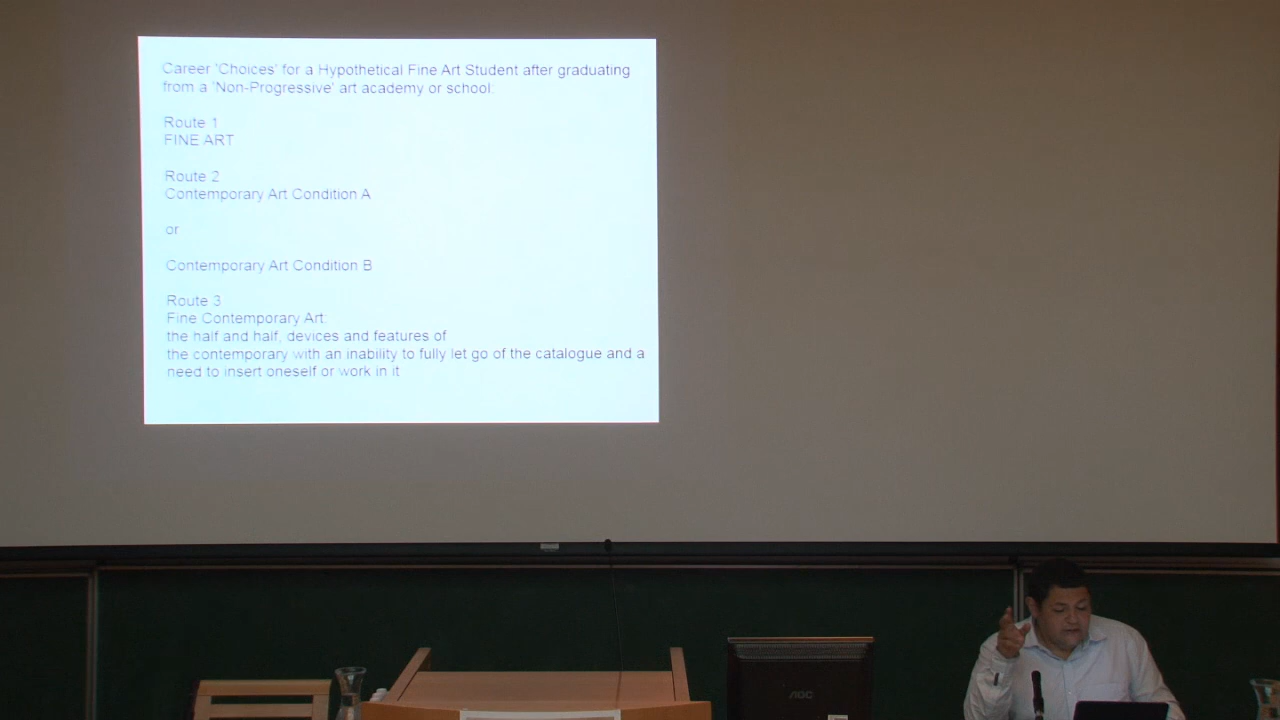 Career 'Choices' for a Hypothetical Fine Art Student after graduating
from a 'Non-Progressive' art academy or school:
Route 1
FINE ART
Route 2
Contemporary Art Condition A
or
Contemporary Art Condition B
Route 3
Fine Contemporary Art:
the half and half, devices and features of
the contemporary with an inability to fully let go of the catalogue and a
need to insert oneself or work in it
AOC